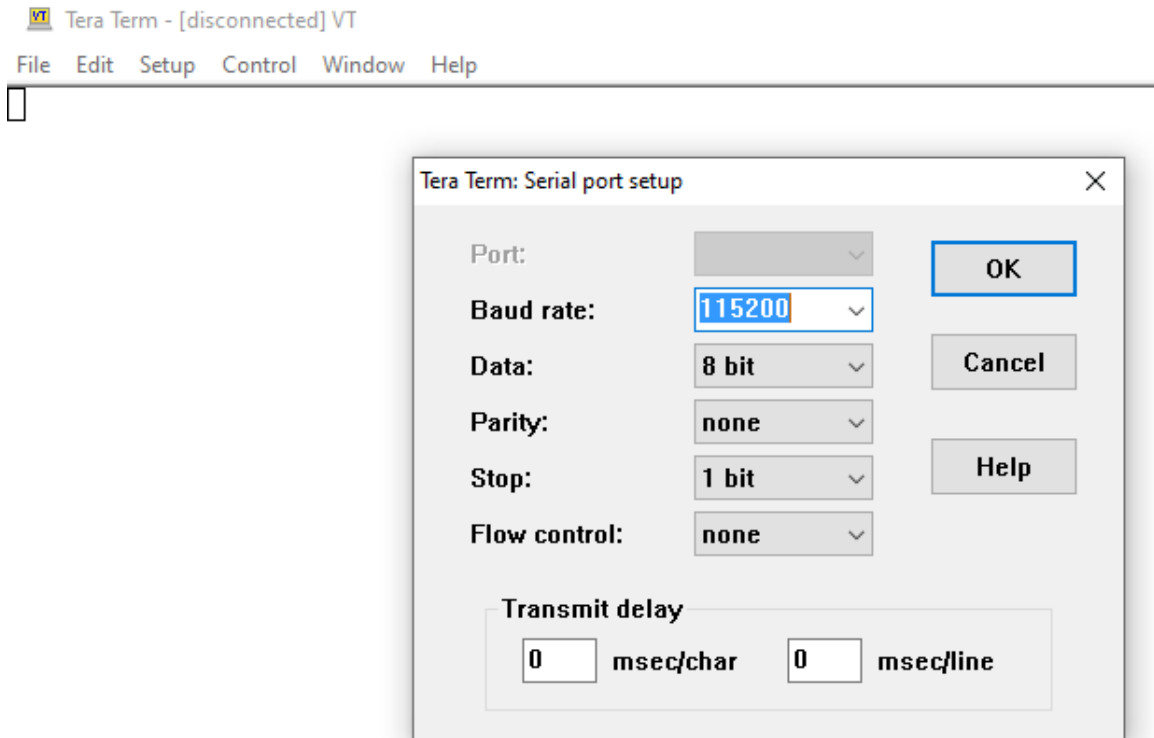 VT Tera Term - [disconnected] VT
File Edit Setup Control Window Help
Tera Term: Serial port setup
Port:
OK
Baud rate: 115200
Data: 8 bit
Cancel
Parity: none
Help
Stop: 1 bit
Flow control: none
Transmit delay
0 msec/char 0 msec/line